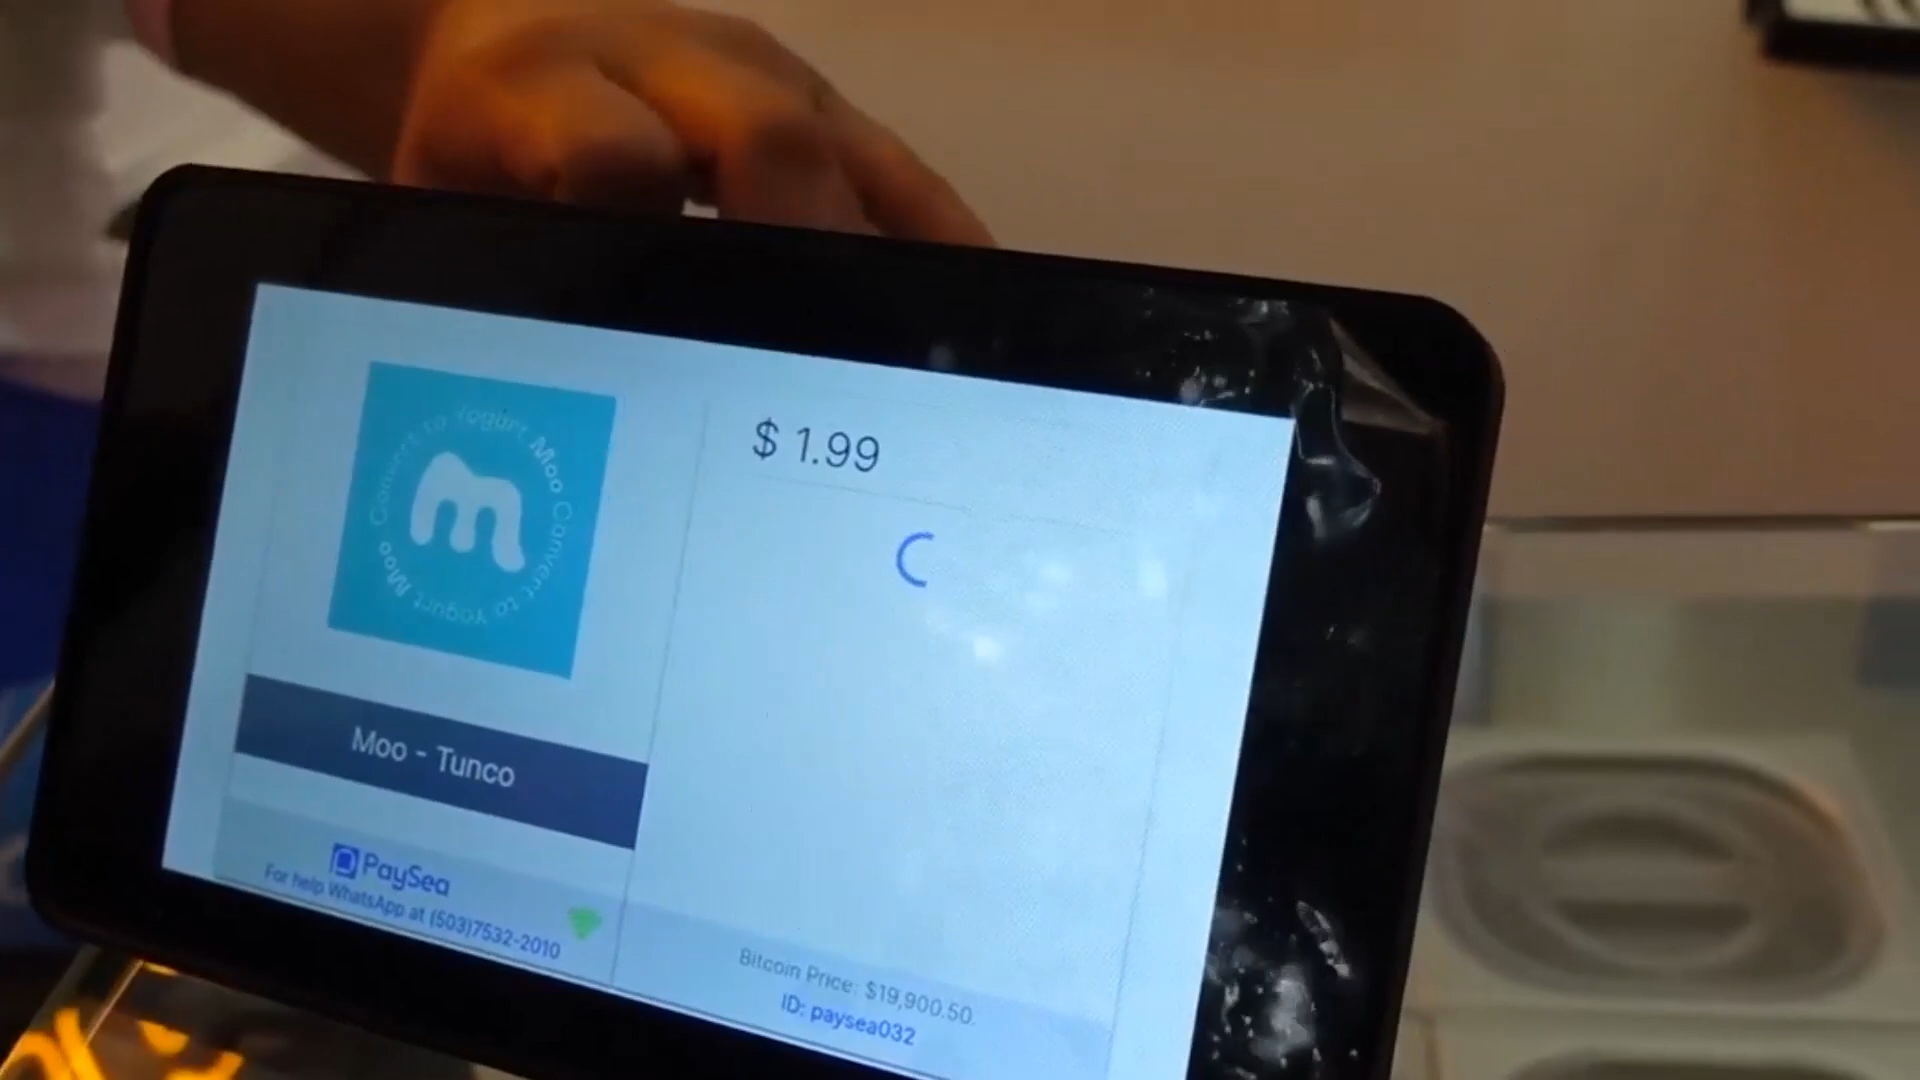 Moo Convert to Yogurt Moo Convert to Yogurt
m
Moo - Tunco
PaySea
For help WhatsApp at (503)7532-2010
$ 1.99
Bitcoin Price: $19,900.50.
ID: paysea032